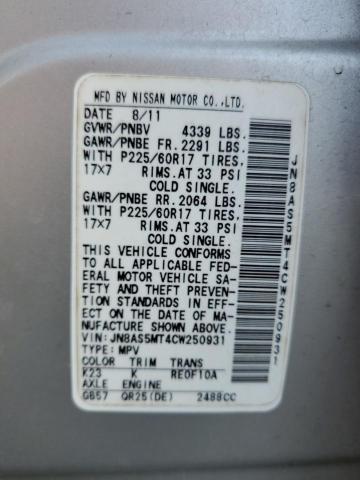 MFD BY NISSAN MOTOR CO.,LTD.
DATE 8/11
GVWR/PNBV 4339 LBS.
GAWR/PNBE FR.2291 LBS.
WITH P225/60R17 TIRES,
17X7 RIMS.AT 33 PSI
COLD SINGLE.
GAWR/PNBE RR.2064 LBS.
WITH P225/60R17 TIRES,
17X7 RIMS.AT 33 PSI
COLD SINGLE.
THIS VEHICLE CONFORMS
TO ALL APPLICABLE FED-
ERAL MOTOR VEHICLE SA-
FETY AND THEFT PREVEN-
TION STANDARDS IN EF-
FECT ON THE DATE OF MA-
NUFACTURE SHOWN ABOVE.
VIN:JN8AS5MT4CW250931
TYPE:MPV
COLOR TRIM TRANS
K23 K RE0F10A
AXLE ENGINE
GB57 QR25(DE) 2488CC
JN8AS5MT4CW250931